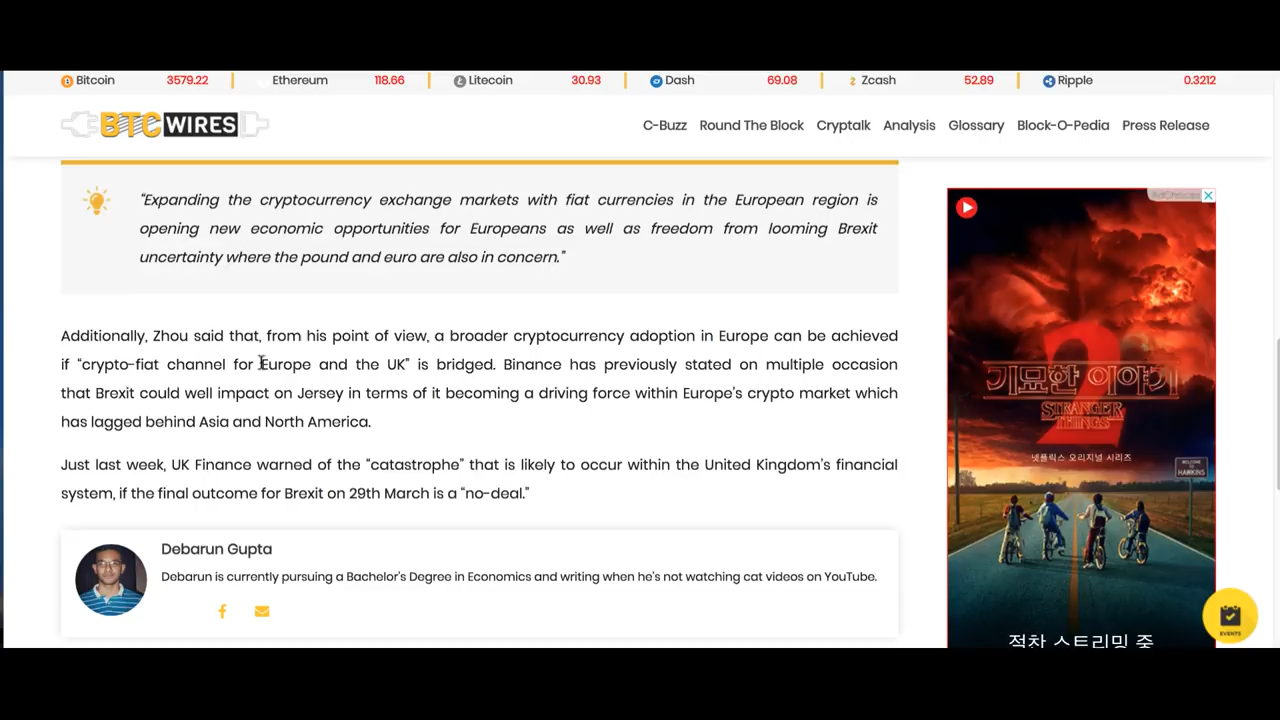 Bitcoin 3579.22 Ethereum 118.66 Litecoin 30.93 Dash 69.08 Zcash 52.89 Ripple 0.3212
BTC WIRES
C-Buzz Round The Block Cryptalk Analysis Glossary Block-O-Pedia Press Release
“Expanding the cryptocurrency exchange markets with fiat currencies in the European region is
opening new economic opportunities for Europeans as well as freedom from looming Brexit
uncertainty where the pound and euro are also in concern.”
Additionally, Zhou said that, from his point of view, a broader cryptocurrency adoption in Europe can be achieved
if “crypto-fiat channel for Europe and the UK” is bridged. Binance has previously stated on multiple occasion
that Brexit could well impact on Jersey in terms of it becoming a driving force within Europe’s crypto market which
has lagged behind Asia and North America.
Just last week, UK Finance warned of the “catastrophe” that is likely to occur within the United Kingdom’s financial
system, if the final outcome for Brexit on 29th March is a “no-deal.”
Debarun Gupta
Debarun is currently pursuing a Bachelor’s Degree in Economics and writing when he’s not watching cat videos on YouTube.
2
기묘한 이야기
STRANGER
THINGS
넷플릭스 오리지널 시리즈
WELCOME TO
HAWKINS
절찬 스트리밍 중
EVENTS